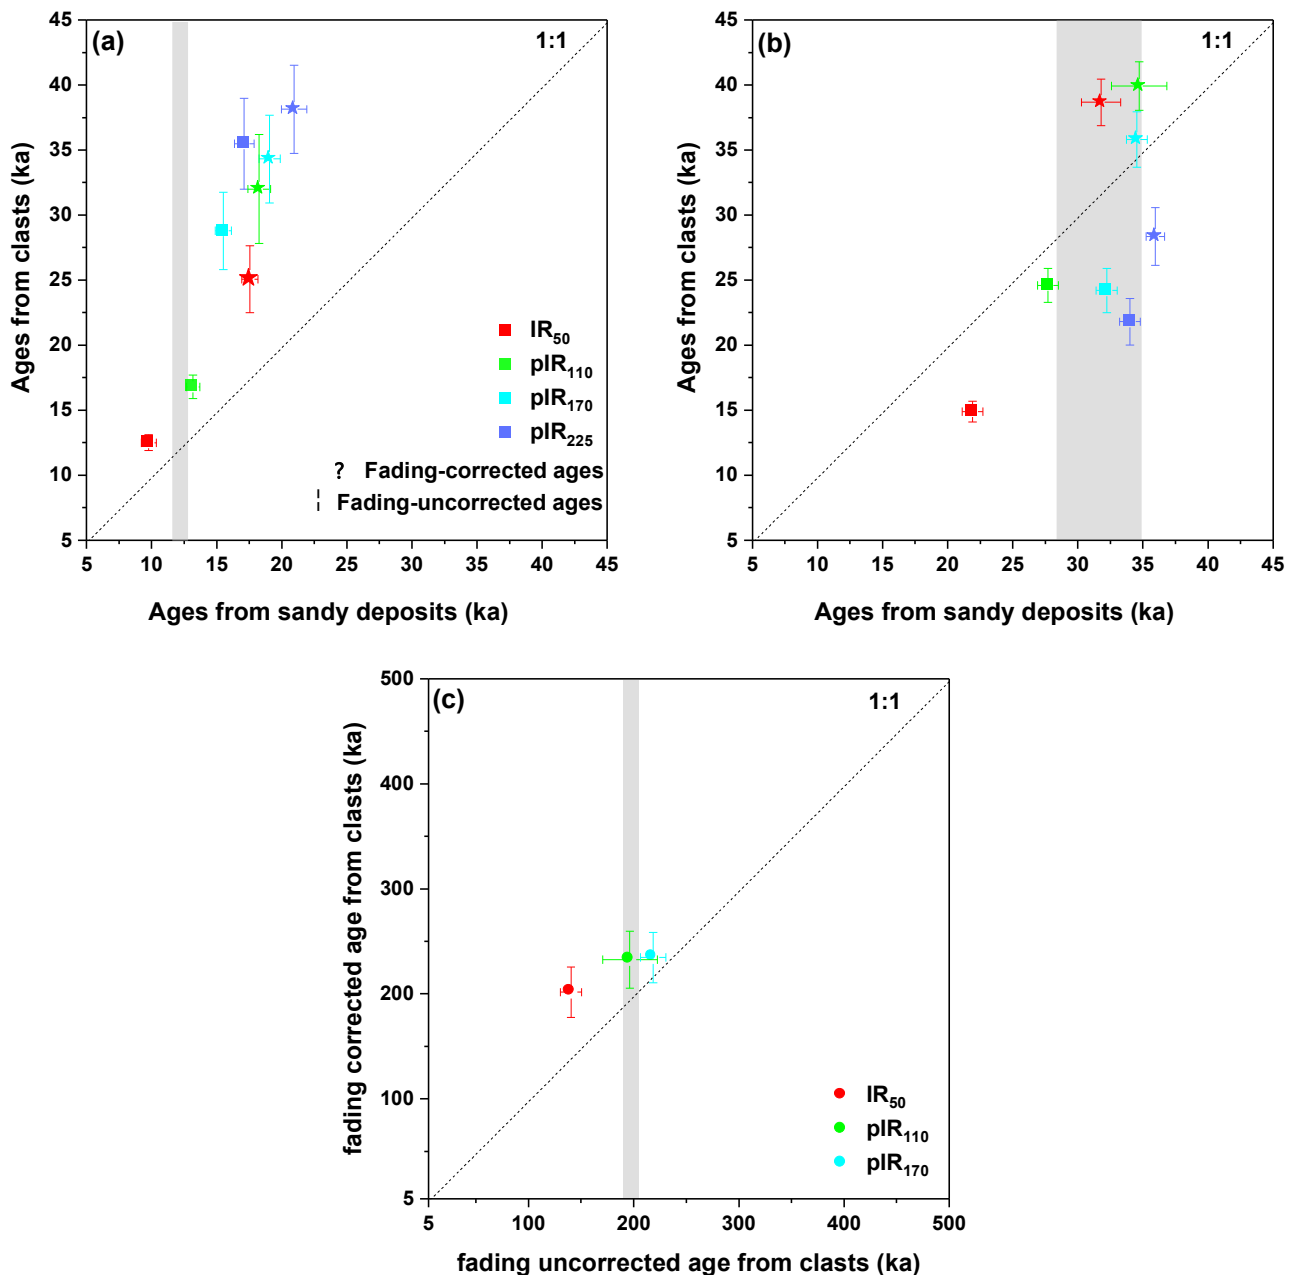 (a)
1:1
45
40
35
30
25
20
15
10
5
Ages from clasts (ka)
IR50
pIR110
pIR170
pIR225
? Fading-corrected ages
¦ Fading-uncorrected ages
5 10 15 20 25 30 35 40 45
Ages from sandy deposits (ka)
(b)
1:1
45
40
35
30
25
20
15
10
5
Ages from clasts (ka)
5 10 15 20 25 30 35 40 45
Ages from sandy deposits (ka)
(c)
1:1
500
400
300
200
100
5
fading corrected age from clasts (ka)
IR50
pIR110
pIR170
5 100 200 300 400 500
fading uncorrected age from clasts (ka)